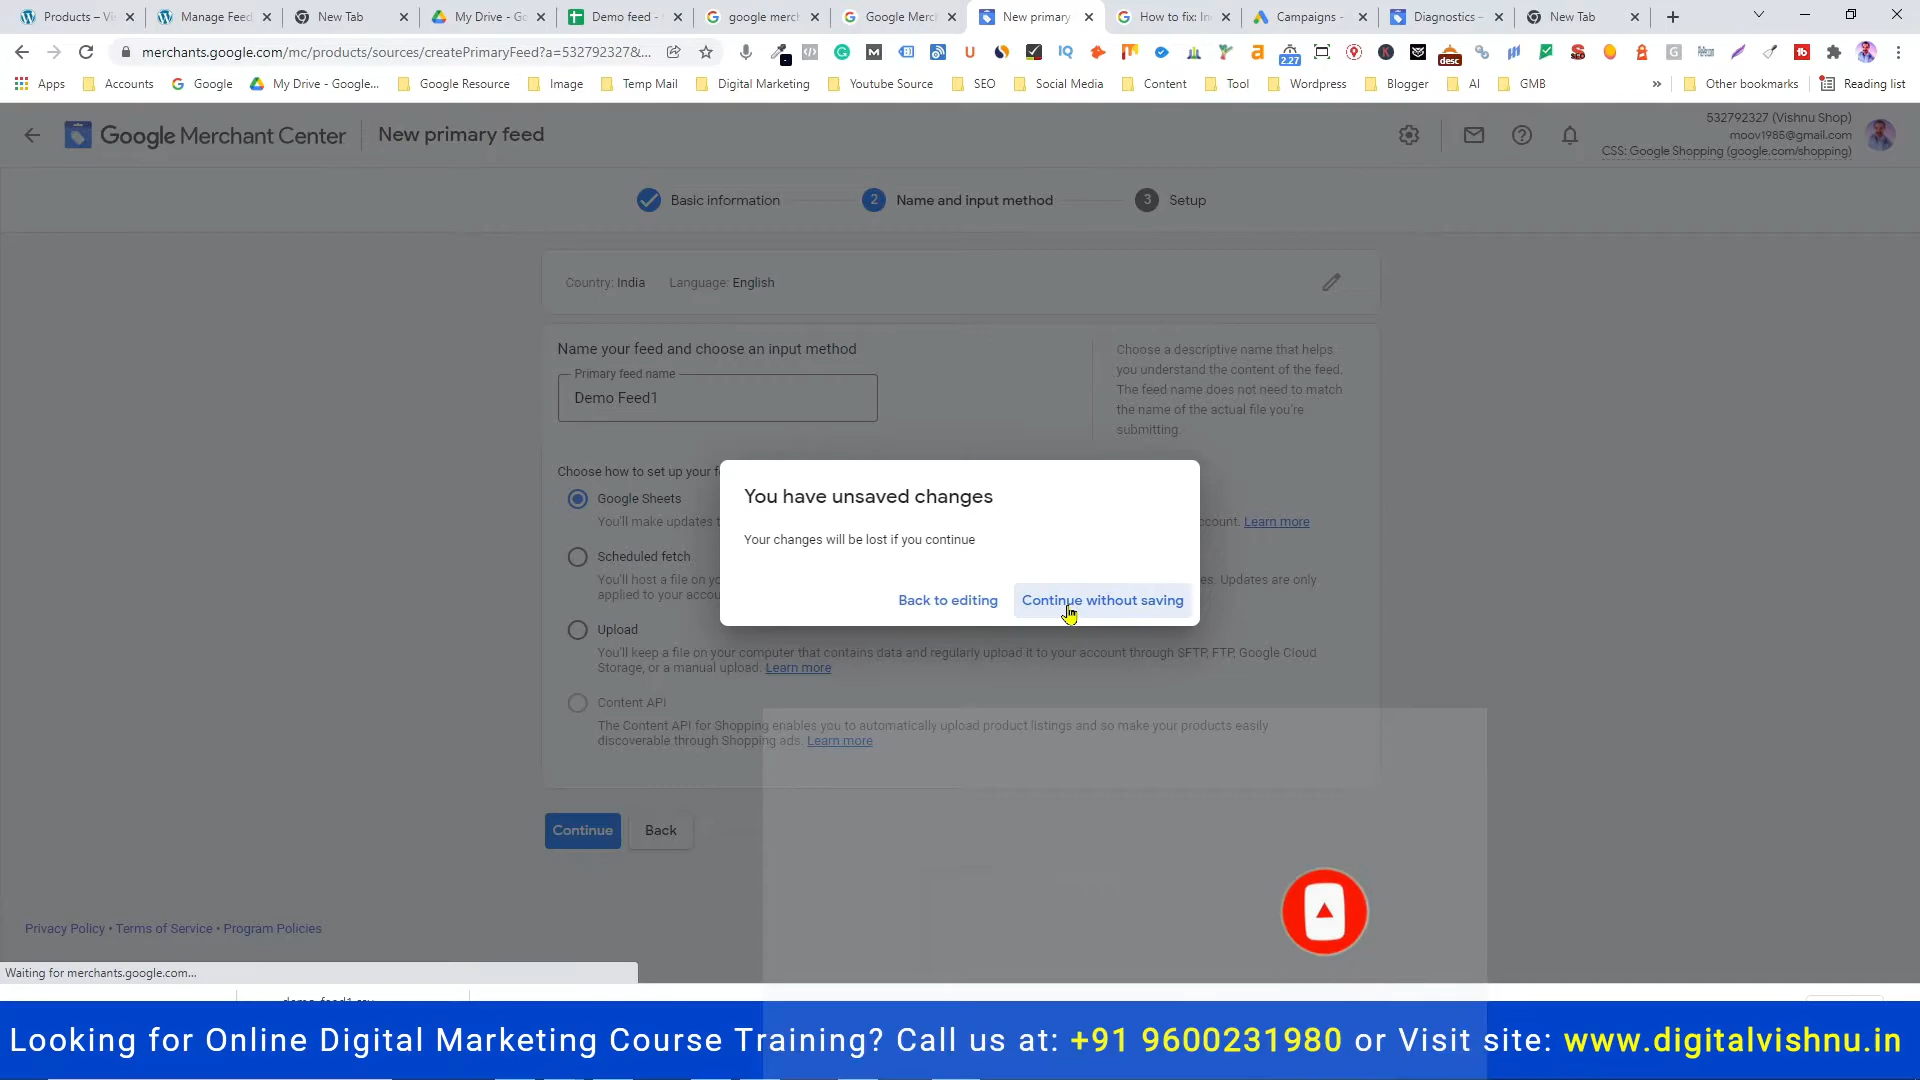 Products – Vi
Manage Feed
New Tab
My Drive - Go
Demo feed -
google merch
Google Merc
New primary
How to fix: In
Campaigns -
Diagnostics –
New Tab
merchants.google.com/mc/products/sources/createPrimaryFeed?a=532792327&...
2.27
desc
Apps
Accounts
Google
My Drive - Google...
Google Resource
Image
Temp Mail
Digital Marketing
Youtube Source
SEO
Social Media
Content
Tool
Wordpress
Blogger
AI
GMB
»
Other bookmarks
Reading list
Google Merchant Center
New primary feed
532792327 (Vishnu Shop)
moov1985@gmail.com
CSS: Google Shopping (google.com/shopping)
Basic information
2 Name and input method
3 Setup
Country: India Language: English
Name your feed and choose an input method
Primary feed name
Demo Feed1
Choose a descriptive name that helps
you understand the content of the feed.
The feed name does not need to match
the name of the actual file you're
submitting.
Choose how to set up your f
Google Sheets
You'll make updates t
count. Learn more
Scheduled fetch
You'll host a file on yo
es. Updates are only
applied to your accou
Upload
You'll keep a file on your computer that contains data and regularly upload it to your account through SFTP, FTP, Google Cloud
Storage, or a manual upload. Learn more
Content API
The Content API for Shopping enables you to automatically upload product listings and so make your products easily
discoverable through Shopping ads. Learn more
You have unsaved changes
Your changes will be lost if you continue
Back to editing
Continue without saving
Continue
Back
Privacy Policy • Terms of Service • Program Policies
Waiting for merchants.google.com...
Looking for Online Digital Marketing Course Training? Call us at: +91 9600231980 or Visit site: www.digitalvishnu.in